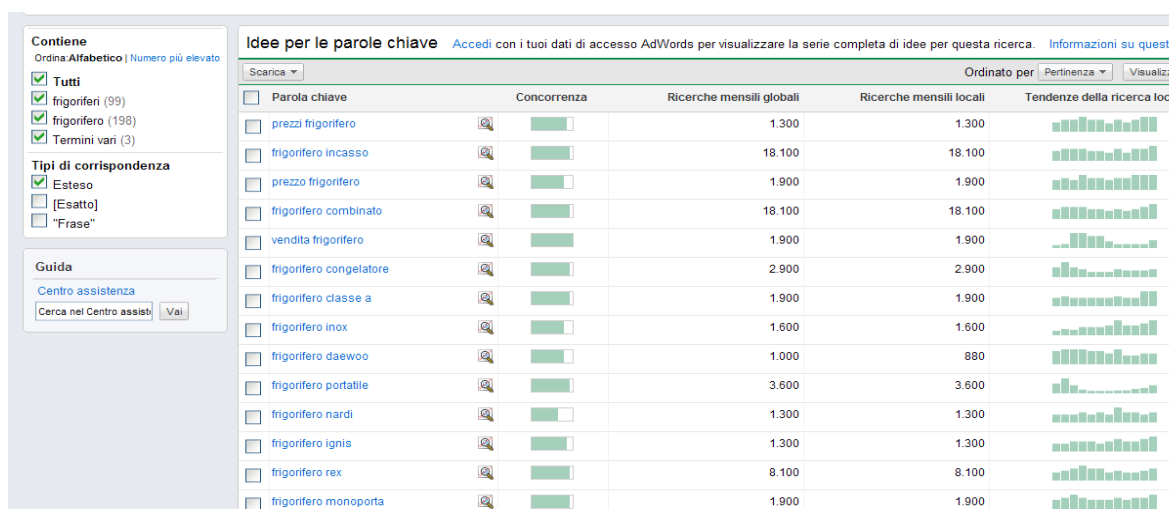 Contiene
Ordina:Alfabetico | Numero più elevato
Tutti
frigoriferi (99)
frigorifero (198)
Termini vari (3)
Tipi di corrispondenza
Esteso
[Esatto]
"Frase"
Guida
Centro assistenza
Cerca nel Centro assist Vai
Idee per le parole chiave Accedi con i tuoi dati di accesso AdWords per visualizzare la serie completa di idee per questa ricerca. Informazioni su quest
Scarica Ordinato per Pertinenza Visualizz
Parola chiave Concorrenza Ricerche mensili globali Ricerche mensili locali Tendenze della ricerca loc
prezzi frigorifero 1.300 1.300
frigorifero incasso 18.100 18.100
prezzo frigorifero 1.900 1.900
frigorifero combinato 18.100 18.100
vendita frigorifero 1.900 1.900
frigorifero congelatore 2.900 2.900
frigorifero classe a 1.900 1.900
frigorifero inox 1.600 1.600
frigorifero daewoo 1.000 880
frigorifero portatile 3.600 3.600
frigorifero nardi 1.300 1.300
frigorifero ignis 1.300 1.300
frigorifero rex 8.100 8.100
frigorifero monoporta 1.900 1.900